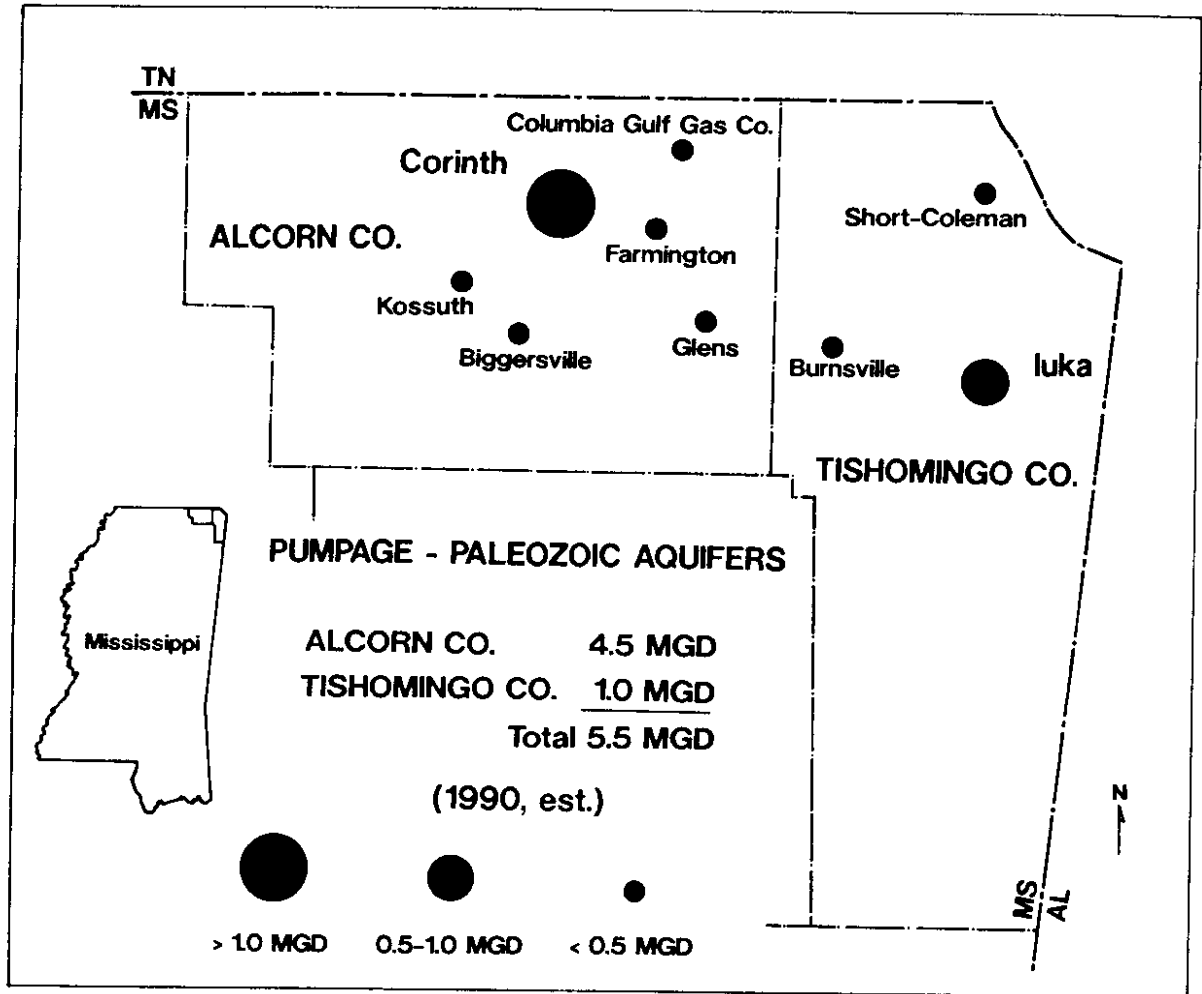 TN
MS
Columbia Gulf Gas Co.
Corinth
Short-Coleman
ALCORN CO.
Farmington
Kossuth
Glens
Biggersville
Burnsville
Iuka
TISHOMINGO CO.
PUMPAGE - PALEOZOIC AQUIFERS
Mississippi
ALCORN CO. 4.5 MGD
TISHOMINGO CO. 1.0 MGD
Total 5.5 MGD
(1990, est.)
N
MS
AL
> 1.0 MGD 0.5-1.0 MGD < 0.5 MGD